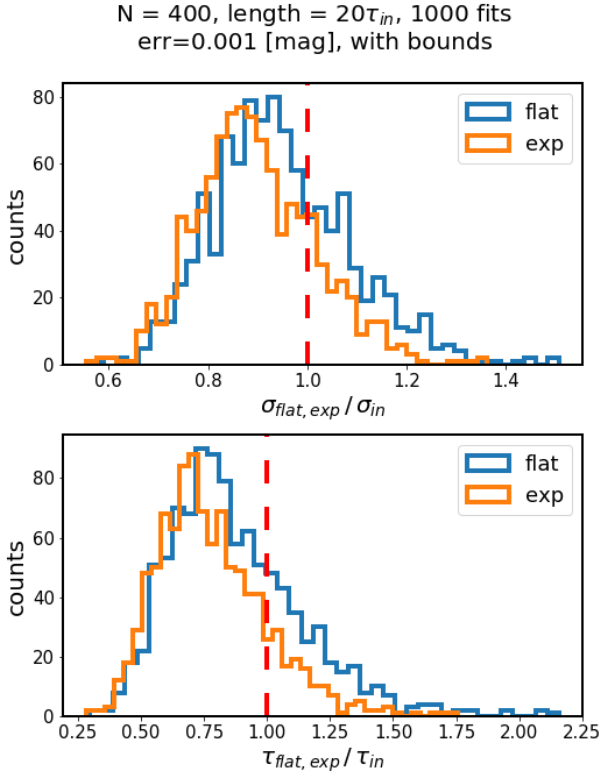 N = 400, length = 20τ_in, 1000 fits
err=0.001 [mag], with bounds
80
60
40
20
0
counts
flat
exp
0.6 0.8 1.0 1.2 1.4
σ_flat, exp / σ_in
80
60
40
20
0
counts
flat
exp
0.25 0.50 0.75 1.00 1.25 1.50 1.75 2.00 2.25
τ_flat, exp / τ_in